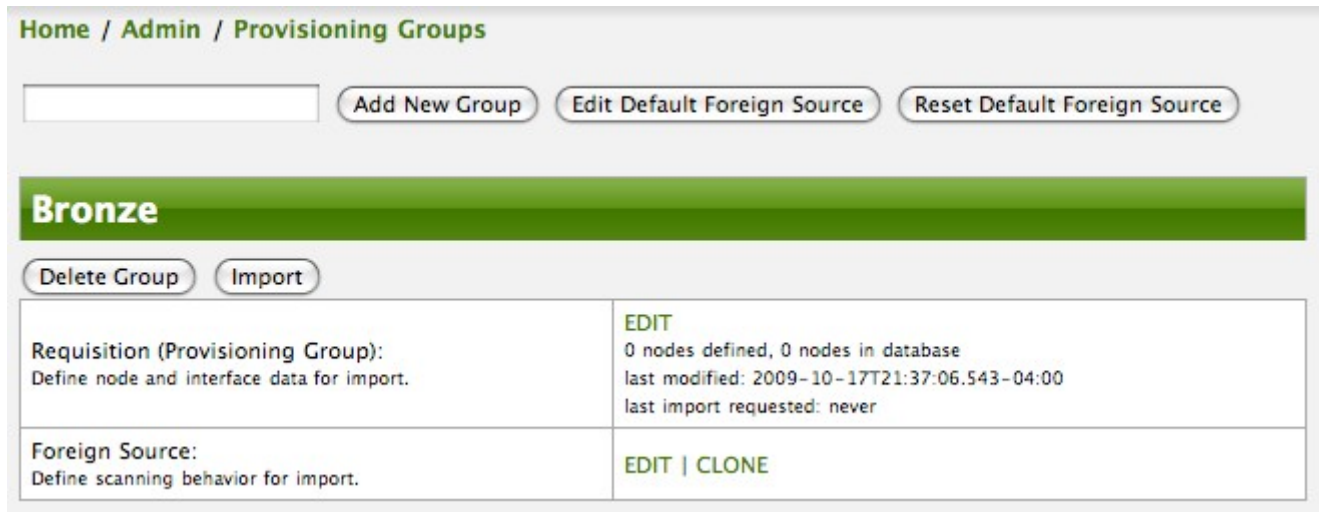 Home / Admin / Provisioning Groups
Add New Group Edit Default Foreign Source Reset Default Foreign Source
Bronze
Delete Group Import
Requisition (Provisioning Group):
Define node and interface data for import.
EDIT
0 nodes defined, 0 nodes in database
last modified: 2009-10-17T21:37:06.543-04:00
last import requested: never
Foreign Source:
Define scanning behavior for import.
EDIT | CLONE